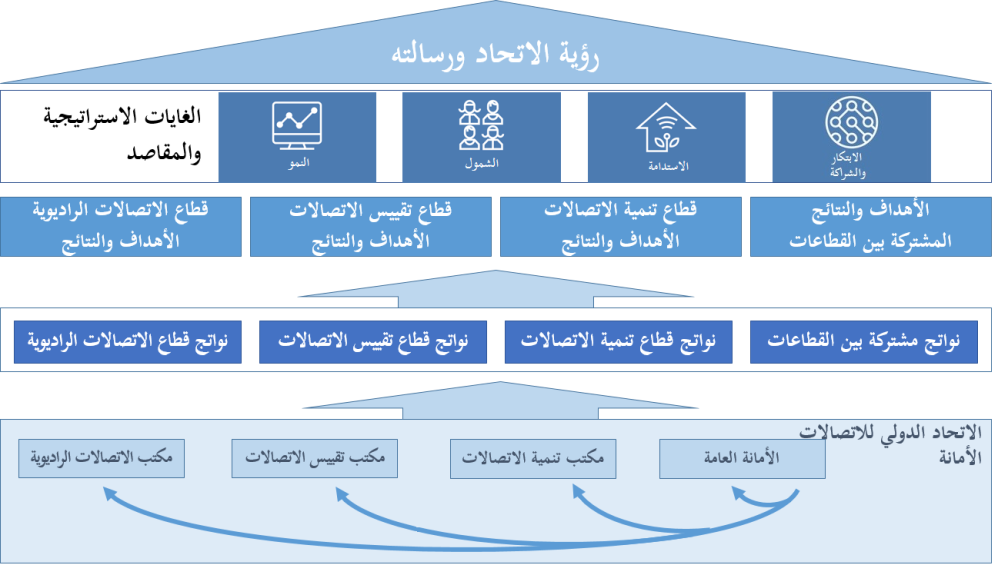 رؤية الاتحاد ورسالته
الغايات الاستراتيجية
والمقاصد
الابتكار
والشراكة
الاستدامة
الشمول
النمو
الأهداف والنتائج
المشتركة بين القطاعات
قطاع تنمية الاتصالات
الأهداف والنتائج
قطاع تقييس الاتصالات
الأهداف والنتائج
قطاع الاتصالات الراديوية
الأهداف والنتائج
نواتج مشتركة بين القطاعات
نواتج قطاع تنمية الاتصالات
نواتج قطاع تقييس الاتصالات
نواتج قطاع الاتصالات الراديوية
الاتحاد الدولي للاتصالات
الأمانة
الأمانة العامة
مكتب تنمية الاتصالات
مكتب تقييس الاتصالات
مكتب الاتصالات الراديوية